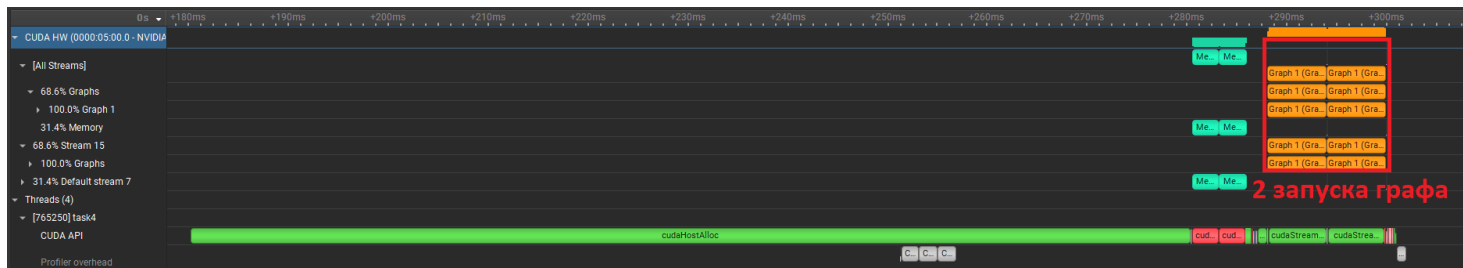 0s +180ms +190ms +200ms +210ms +220ms +230ms +240ms +250ms +260ms +270ms +280ms +290ms +300ms
CUDA HW (0000:05:00.0 - NVIDIA
[All Streams] Me... Me...
Graph 1 (Gra... Graph 1 (Gra...
68.6% Graphs Graph 1 (Gra... Graph 1 (Gra...
100.0% Graph 1 Graph 1 (Gra... Graph 1 (Gra...
31.4% Memory Me... Me...
68.6% Stream 15 Graph 1 (Gra... Graph 1 (Gra...
100.0% Graphs Graph 1 (Gra... Graph 1 (Gra...
31.4% Default stream 7 Me... Me...
2 запуска графа
Threads (4)
[765250] task4
CUDA API cudaHostAlloc cud... cud... ... cudaStream... cudaStrea...
Profiler overhead C... C... C... ...